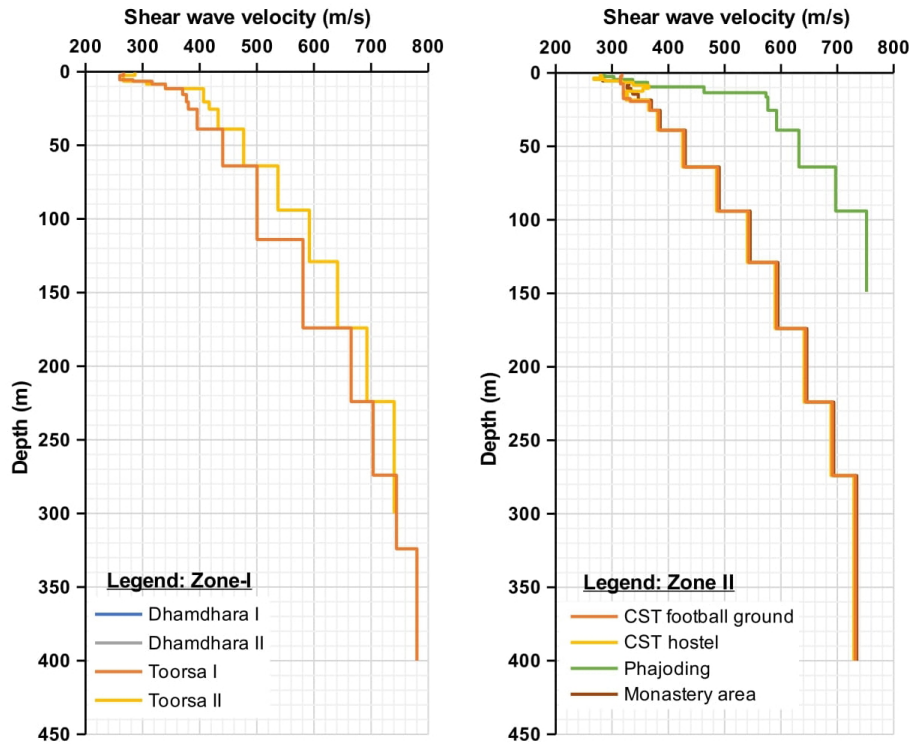 Shear wave velocity (m/s)
200 300 400 500 600 700 800
0
50
100
150
200
250
300
350
400
450
Depth (m)
Legend: Zone-I
Dhamdhara I
Dhamdhara II
Toorsa I
Toorsa II
Shear wave velocity (m/s)
200 300 400 500 600 700 800
0
50
100
150
200
250
300
350
400
450
Depth (m)
Legend: Zone II
CST football ground
CST hostel
Phajoding
Monastery area